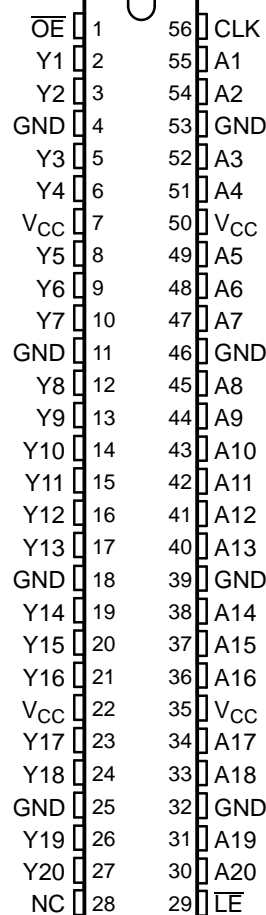 O̅E̅ 1 56 CLK
Y1 2 55 A1
Y2 3 54 A2
GND 4 53 GND
Y3 5 52 A3
Y4 6 51 A4
VCC 7 50 VCC
Y5 8 49 A5
Y6 9 48 A6
Y7 10 47 A7
GND 11 46 GND
Y8 12 45 A8
Y9 13 44 A9
Y10 14 43 A10
Y11 15 42 A11
Y12 16 41 A12
Y13 17 40 A13
GND 18 39 GND
Y14 19 38 A14
Y15 20 37 A15
Y16 21 36 A16
VCC 22 35 VCC
Y17 23 34 A17
Y18 24 33 A18
GND 25 32 GND
Y19 26 31 A19
Y20 27 30 A20
NC 28 29 L̅E̅